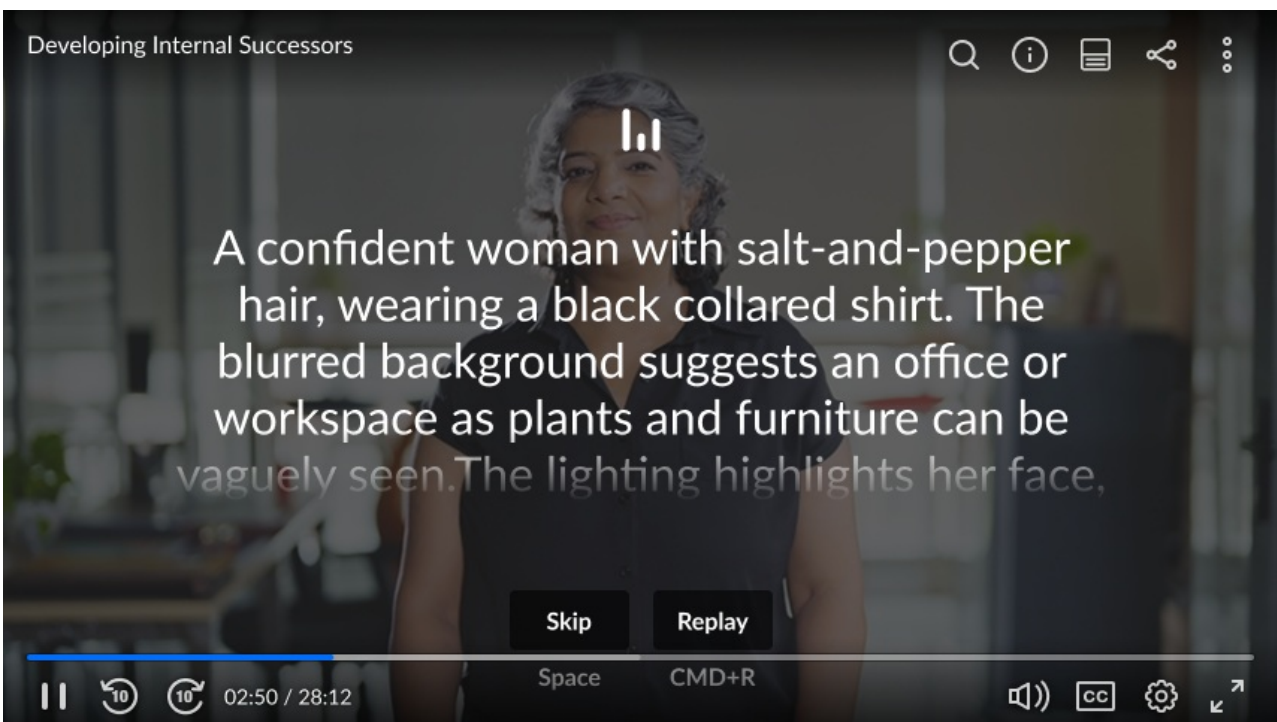 Developing Internal Successors
A confident woman with salt-and-pepper
hair, wearing a black collared shirt. The
blurred background suggests an office or
workspace as plants and furniture can be
vaguely seen.The lighting highlights her face,
Skip Replay
Space CMD+R
10 10 02:50 / 28:12 CC